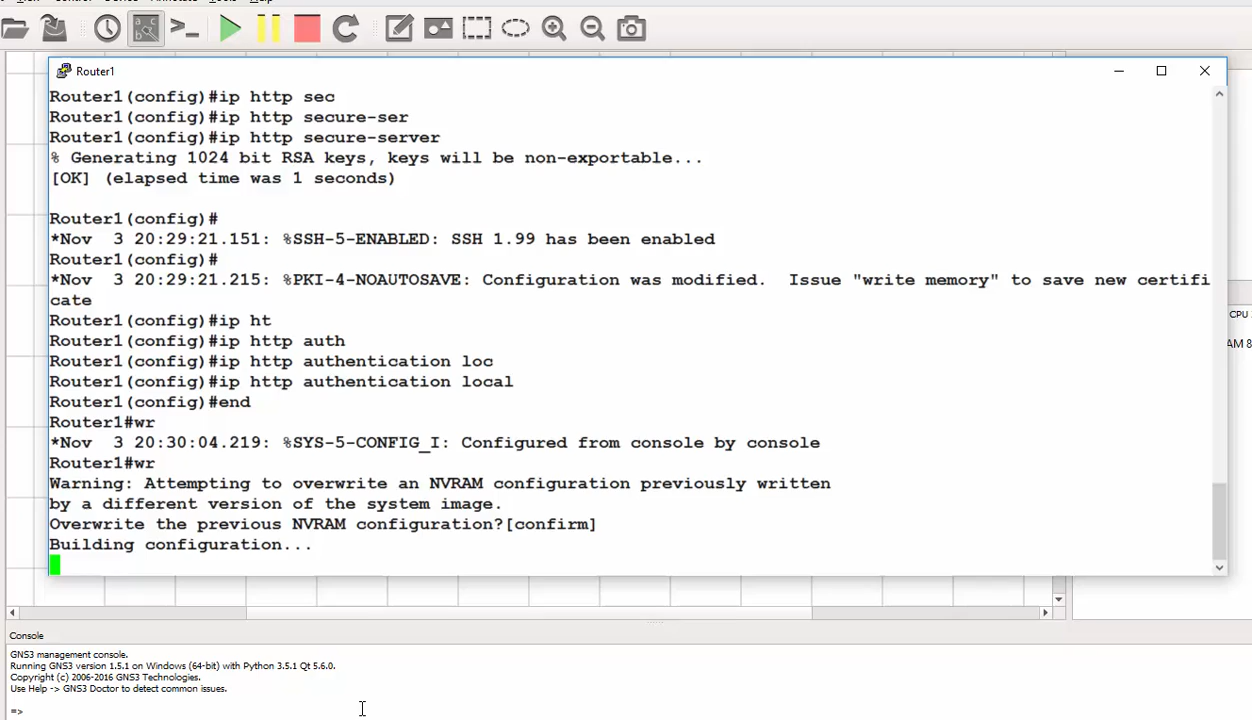 Router1
Router1(config)#ip http sec
Router1(config)#ip http secure-ser
Router1(config)#ip http secure-server
% Generating 1024 bit RSA keys, keys will be non-exportable...
[OK] (elapsed time was 1 seconds)
Router1(config)#
*Nov  3 20:29:21.151: %SSH-5-ENABLED: SSH 1.99 has been enabled
Router1(config)#
*Nov  3 20:29:21.215: %PKI-4-NOAUTOSAVE: Configuration was modified.  Issue "write memory" to save new certifi
cate
Router1(config)#ip ht
Router1(config)#ip http auth
Router1(config)#ip http authentication loc
Router1(config)#ip http authentication local
Router1(config)#end
Router1#wr
*Nov  3 20:30:04.219: %SYS-5-CONFIG_I: Configured from console by console
Router1#wr
Warning: Attempting to overwrite an NVRAM configuration previously written
by a different version of the system image.
Overwrite the previous NVRAM configuration?[confirm]
Building configuration...
CPU
AM 8
Console
GNS3 management console.
Running GNS3 version 1.5.1 on Windows (64-bit) with Python 3.5.1 Qt 5.6.0.
Copyright (c) 2006-2016 GNS3 Technologies.
Use Help -> GNS3 Doctor to detect common issues.
=>